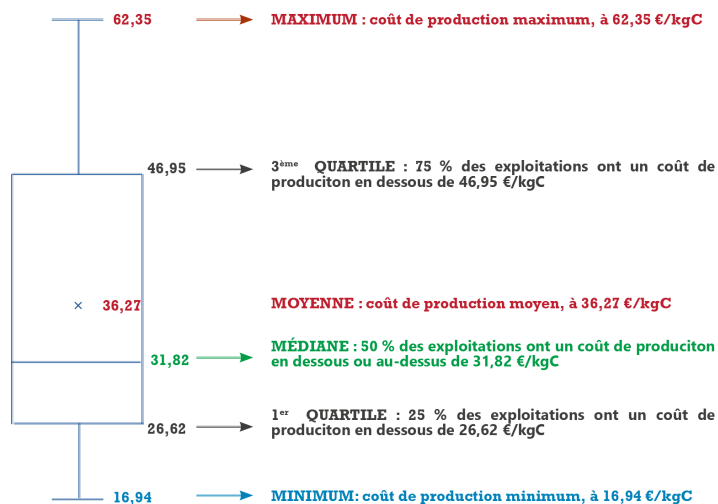 62,35 MAXIMUM : coût de production maximum, à 62,35 €/kgC
46,95 3ème QUARTILE : 75 % des exploitations ont un coût de
produciton en dessous de 46,95 €/kgC
× 36,27 MOYENNE : coût de production moyen, à 36,27 €/kgC
31,82 MÉDIANE : 50 % des exploitations ont un coût de produciton
en dessous ou au-dessus de 31,82 €/kgC
26,62 1er QUARTILE : 25 % des exploitations ont un coût de
produciton en dessous de 26,62 €/kgC
16,94 MINIMUM: coût de production minimum, à 16,94 €/kgC